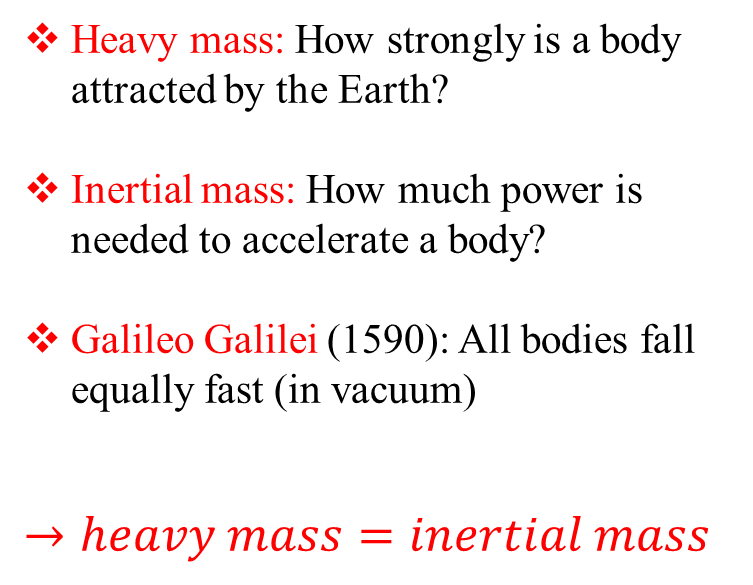 ❖ Heavy mass: How strongly is a body
attracted by the Earth?
❖ Inertial mass: How much power is
needed to accelerate a body?
❖ Galileo Galilei (1590): All bodies fall
equally fast (in vacuum)
→ heavy mass = inertial mass